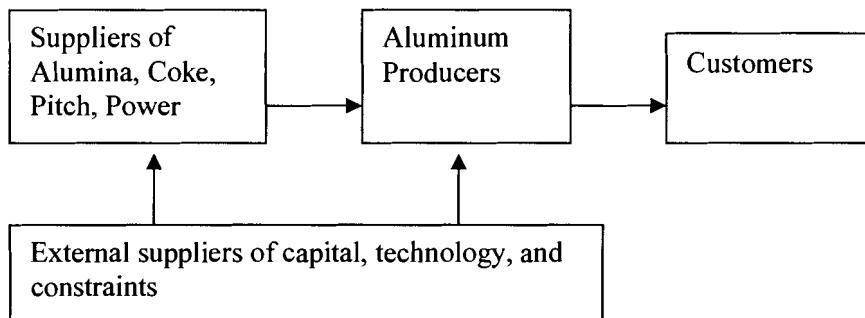 Suppliers of
Alumina, Coke,
Pitch, Power
Aluminum
Producers
Customers
External suppliers of capital, technology, and
constraints